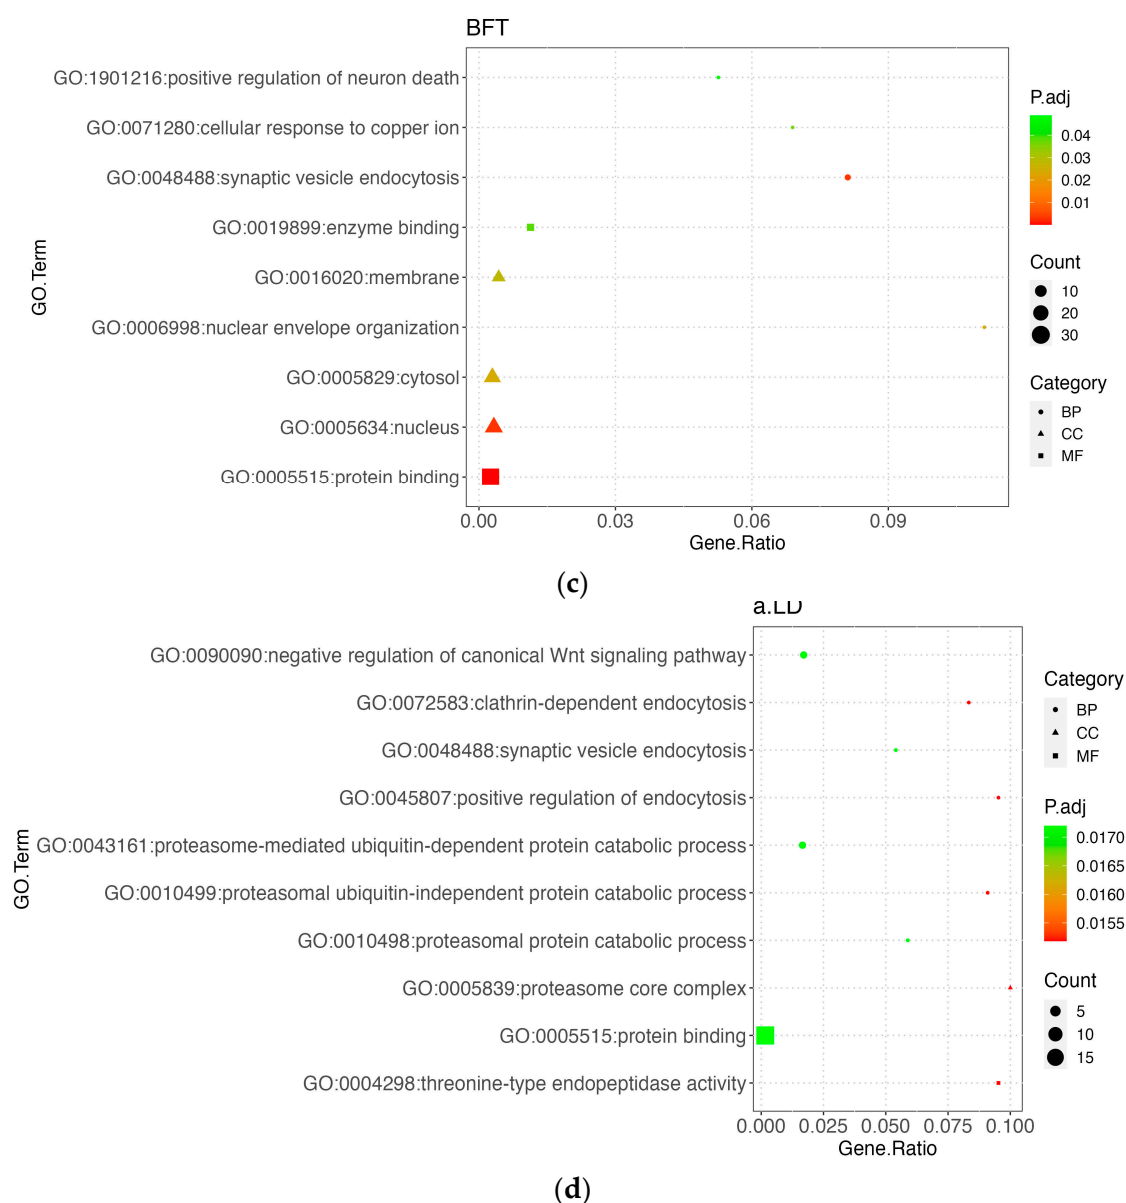 BFT
GO:1901216:positive regulation of neuron death
GO:0071280:cellular response to copper ion
GO:0048488:synaptic vesicle endocytosis
GO:0019899:enzyme binding
GO:0016020:membrane
GO:0006998:nuclear envelope organization
GO:0005829:cytosol
GO:0005634:nucleus
GO:0005515:protein binding
GO.Term
0.00 0.03 0.06 0.09
Gene.Ratio
P.adj
0.04
0.03
0.02
0.01
Count
10
20
30
Category
BP
CC
MF
(c)
a.LD
GO:0090090:negative regulation of canonical Wnt signaling pathway
GO:0072583:clathrin-dependent endocytosis
GO:0048488:synaptic vesicle endocytosis
GO:0045807:positive regulation of endocytosis
GO:0043161:proteasome-mediated ubiquitin-dependent protein catabolic process
GO:0010499:proteasomal ubiquitin-independent protein catabolic process
GO:0010498:proteasomal protein catabolic process
GO:0005839:proteasome core complex
GO:0005515:protein binding
GO:0004298:threonine-type endopeptidase activity
GO.Term
0.000 0.025 0.050 0.075 0.100
Gene.Ratio
Category
BP
CC
MF
P.adj
0.0170
0.0165
0.0160
0.0155
Count
5
10
15
(d)